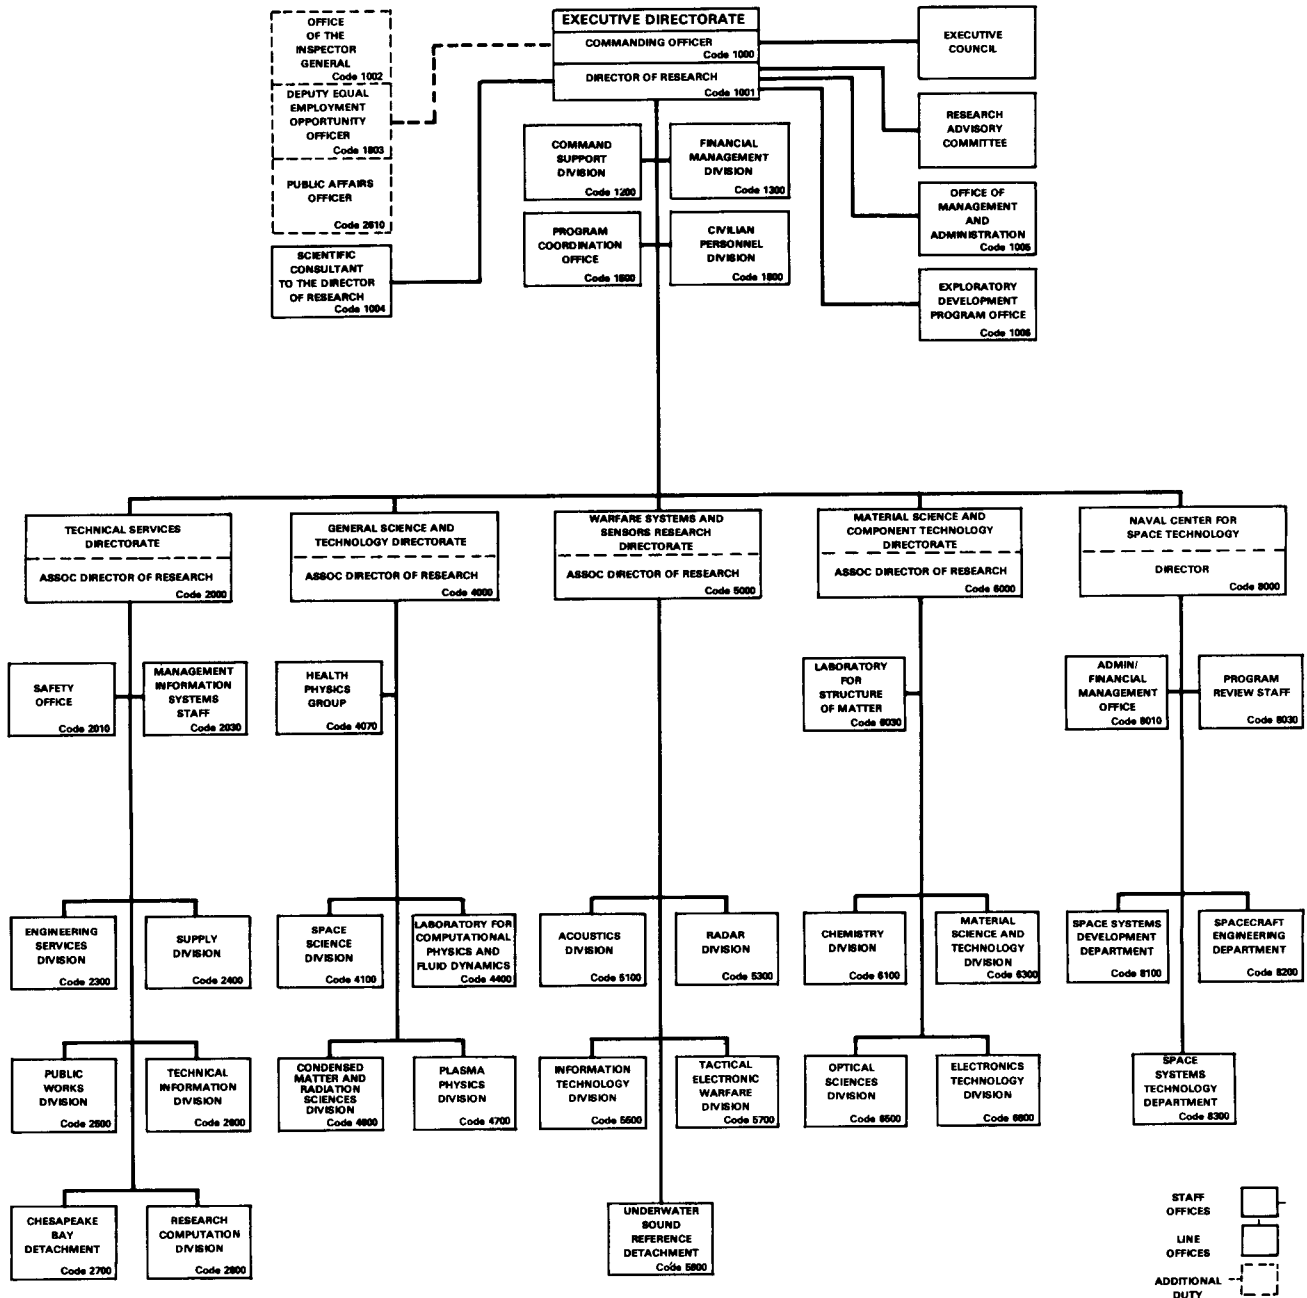 OFFICE
OF THE
INSPECTOR
GENERAL
Code 1002
DEPUTY EQUAL
EMPLOYMENT
OPPORTUNITY
OFFICER
Code 1803
PUBLIC AFFAIRS
OFFICER
Code 2610
SCIENTIFIC
CONSULTANT
TO THE DIRECTOR
OF RESEARCH
Code 1004
EXECUTIVE DIRECTORATE
COMMANDING OFFICER
Code 1000
DIRECTOR OF RESEARCH
Code 1001
COMMAND
SUPPORT
DIVISION
Code 1200
FINANCIAL
MANAGEMENT
DIVISION
Code 1300
PROGRAM
COORDINATION
OFFICE
Code 1600
CIVILIAN
PERSONNEL
DIVISION
Code 1800
EXECUTIVE
COUNCIL
RESEARCH
ADVISORY
COMMITTEE
OFFICE OF
MANAGEMENT
AND
ADMINISTRATION
Code 1005
EXPLORATORY
DEVELOPMENT
PROGRAM OFFICE
Code 1006
TECHNICAL SERVICES
DIRECTORATE
ASSOC DIRECTOR OF RESEARCH
Code 2000
GENERAL SCIENCE AND
TECHNOLOGY DIRECTORATE
ASSOC DIRECTOR OF RESEARCH
Code 4000
WARFARE SYSTEMS AND
SENSORS RESEARCH
DIRECTORATE
ASSOC DIRECTOR OF RESEARCH
Code 5000
MATERIAL SCIENCE AND
COMPONENT TECHNOLOGY
DIRECTORATE
ASSOC DIRECTOR OF RESEARCH
Code 6000
NAVAL CENTER FOR
SPACE TECHNOLOGY
DIRECTOR
Code 8000
SAFETY
OFFICE
Code 2010
MANAGEMENT
INFORMATION
SYSTEMS
STAFF
Code 2030
HEALTH
PHYSICS
GROUP
Code 4070
LABORATORY
FOR
STRUCTURE
OF MATTER
Code 6030
ADMIN/
FINANCIAL
MANAGEMENT
OFFICE
Code 8010
PROGRAM
REVIEW STAFF
Code 8030
ENGINEERING
SERVICES
DIVISION
Code 2300
SUPPLY
DIVISION
Code 2400
SPACE
SCIENCE
DIVISION
Code 4100
LABORATORY FOR
COMPUTATIONAL
PHYSICS AND
FLUID DYNAMICS
Code 4400
ACOUSTICS
DIVISION
Code 5100
RADAR
DIVISION
Code 5300
CHEMISTRY
DIVISION
Code 6100
MATERIAL
SCIENCE AND
TECHNOLOGY
DIVISION
Code 6300
SPACE SYSTEMS
DEVELOPMENT
DEPARTMENT
Code 8100
SPACECRAFT
ENGINEERING
DEPARTMENT
Code 8200
PUBLIC
WORKS
DIVISION
Code 2500
TECHNICAL
INFORMATION
DIVISION
Code 2600
CONDENSED
MATTER AND
RADIATION
SCIENCES
DIVISION
Code 4600
PLASMA
PHYSICS
DIVISION
Code 4700
INFORMATION
TECHNOLOGY
DIVISION
Code 5500
TACTICAL
ELECTRONIC
WARFARE
DIVISION
Code 5700
OPTICAL
SCIENCES
DIVISION
Code 6500
ELECTRONICS
TECHNOLOGY
DIVISION
Code 6800
SPACE
SYSTEMS
TECHNOLOGY
DEPARTMENT
Code 8300
CHESAPEAKE
BAY
DETACHMENT
Code 2700
RESEARCH
COMPUTATION
DIVISION
Code 2800
UNDERWATER
SOUND
REFERENCE
DETACHMENT
Code 5900
STAFF
OFFICES
LINE
OFFICES
ADDITIONAL
DUTY